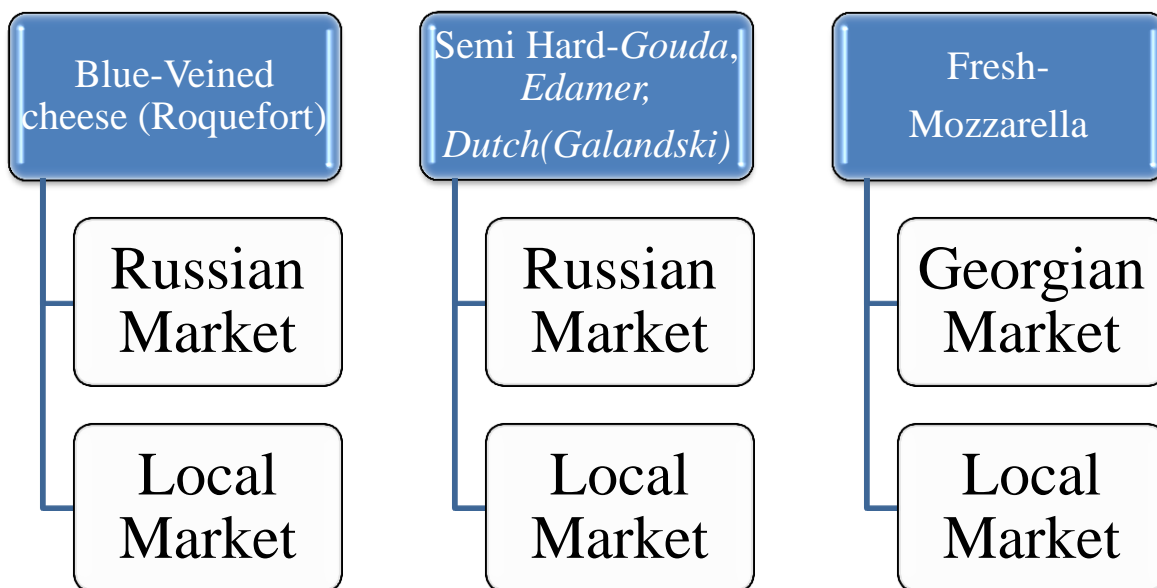 Blue-Veined
cheese (Roquefort)
Russian
Market
Local
Market
Semi Hard-Gouda,
Edamer,
Dutch(Galandski)
Russian
Market
Local
Market
Fresh-
Mozzarella
Georgian
Market
Local
Market